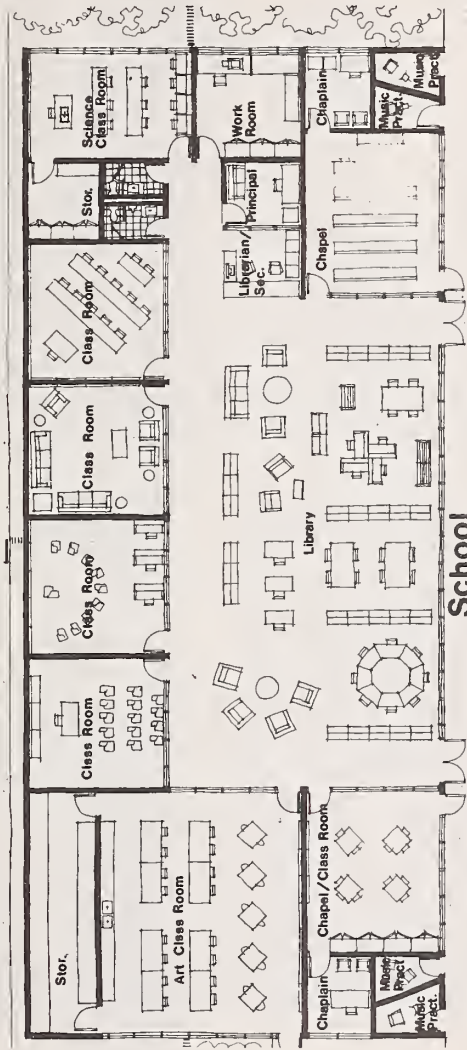 Stor.
Art Class Room
Class Room
Class Room
Class Room
Class Room
Stor.
Science
Class Room
Librarian/
Sec.
Principal
Work
Room
Library
Chaplain
Music
Pract.
Music
Pract.
Chapel/Class Room
Chapel
Chaplain
Music
Pract.
Music
Pract.
School